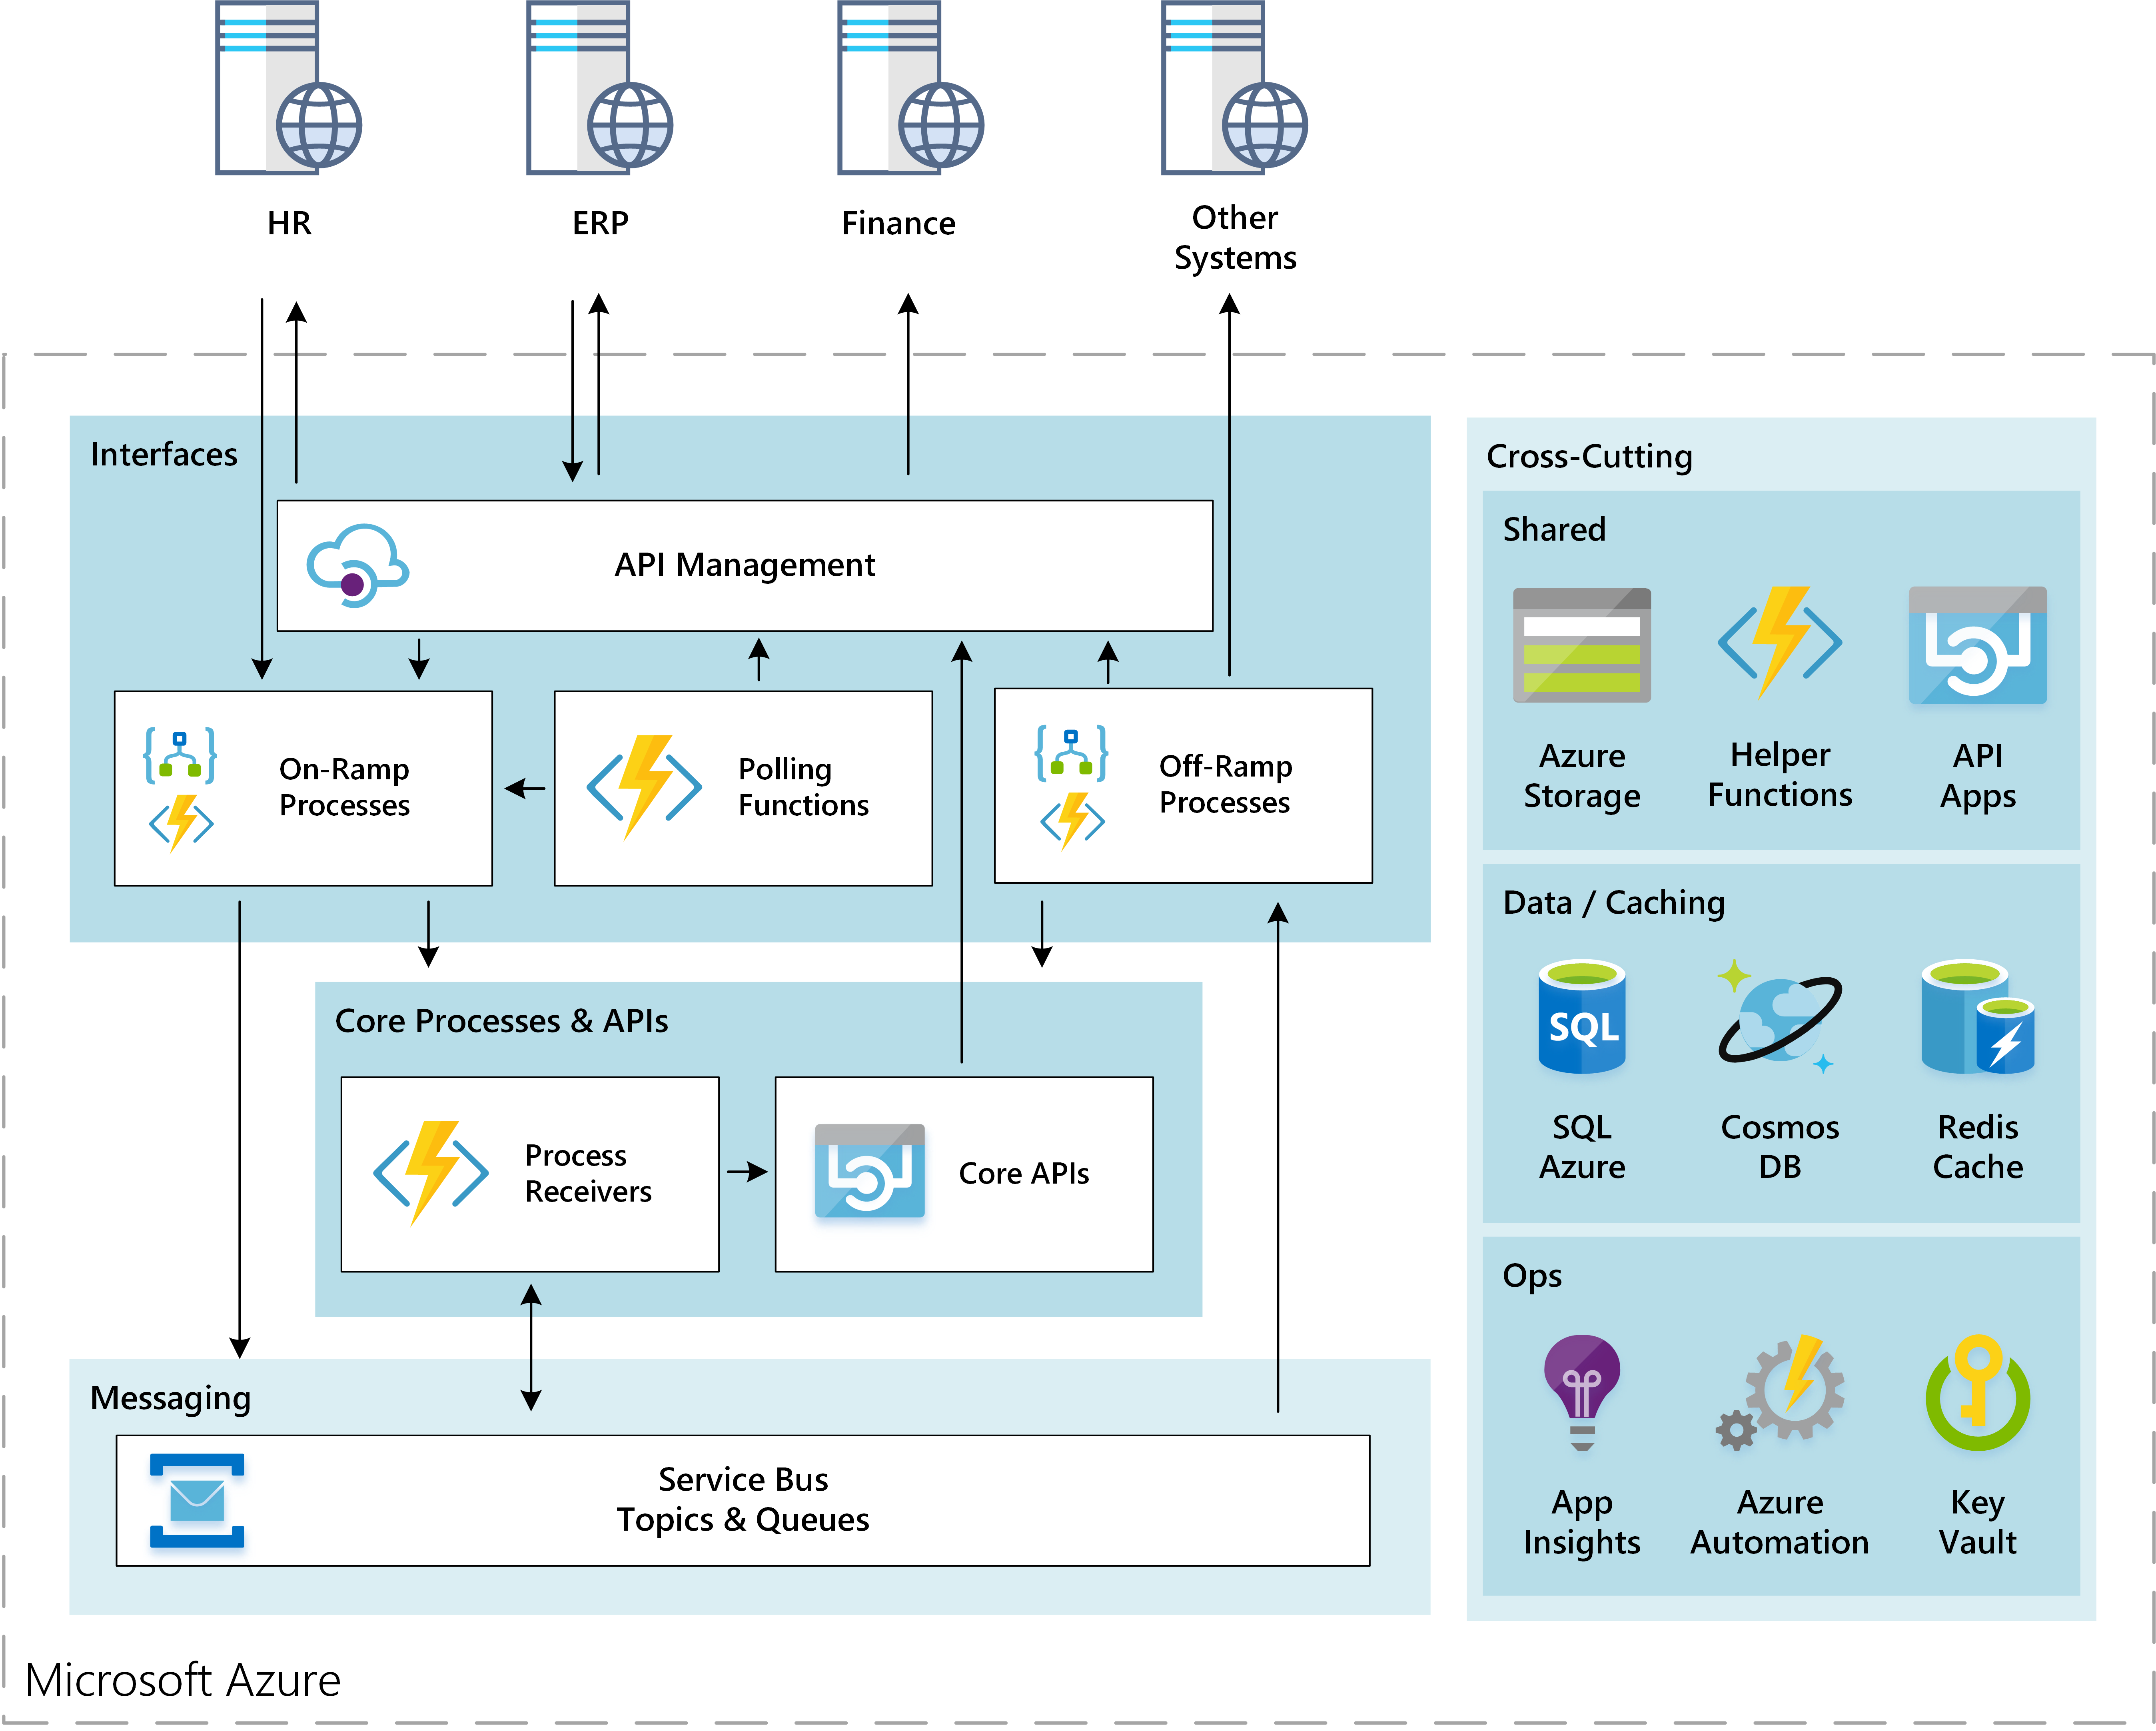 HR
ERP
Finance
Other
Systems
Interfaces
API Management
On-Ramp
Processes
Polling
Functions
Off-Ramp
Processes
Core Processes & APIs
Process
Receivers
Core APIs
Messaging
Service Bus
Topics & Queues
Cross-Cutting
Shared
Azure
Storage
Helper
Functions
API
Apps
Data / Caching
SQL
SQL
Azure
Cosmos
DB
Redis
Cache
Ops
App
Insights
Azure
Automation
Key
Vault
Microsoft Azure